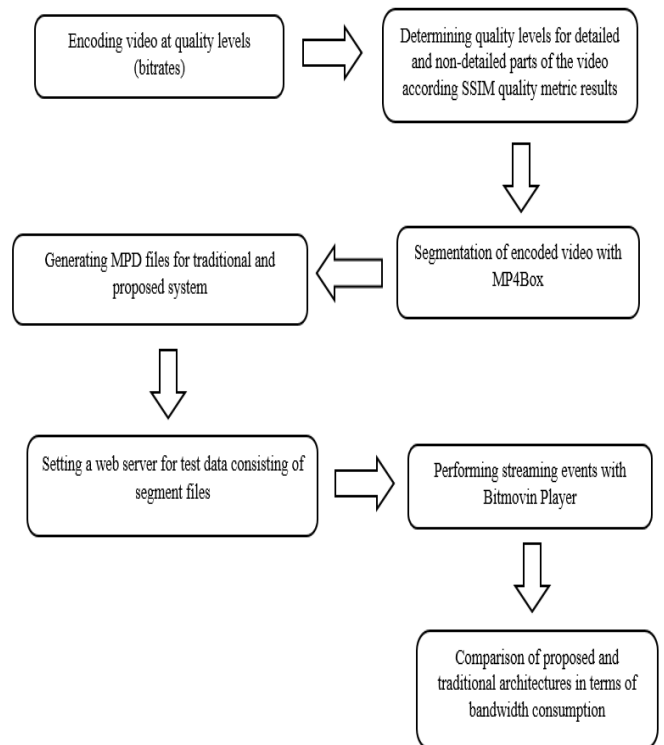 Encoding video at quality levels
(bitrates)
Determining quality levels for detailed
and non-detailed parts of the video
according SSIM quality metric results
Segmentation of encoded video with
MP4Box
Generating MPD files for traditional and
proposed system
Setting a web server for test data consisting of
segment files
Performing streaming events with
Bitmovin Player
Comparison of proposed and
traditional architectures in terms of
bandwidth consumption